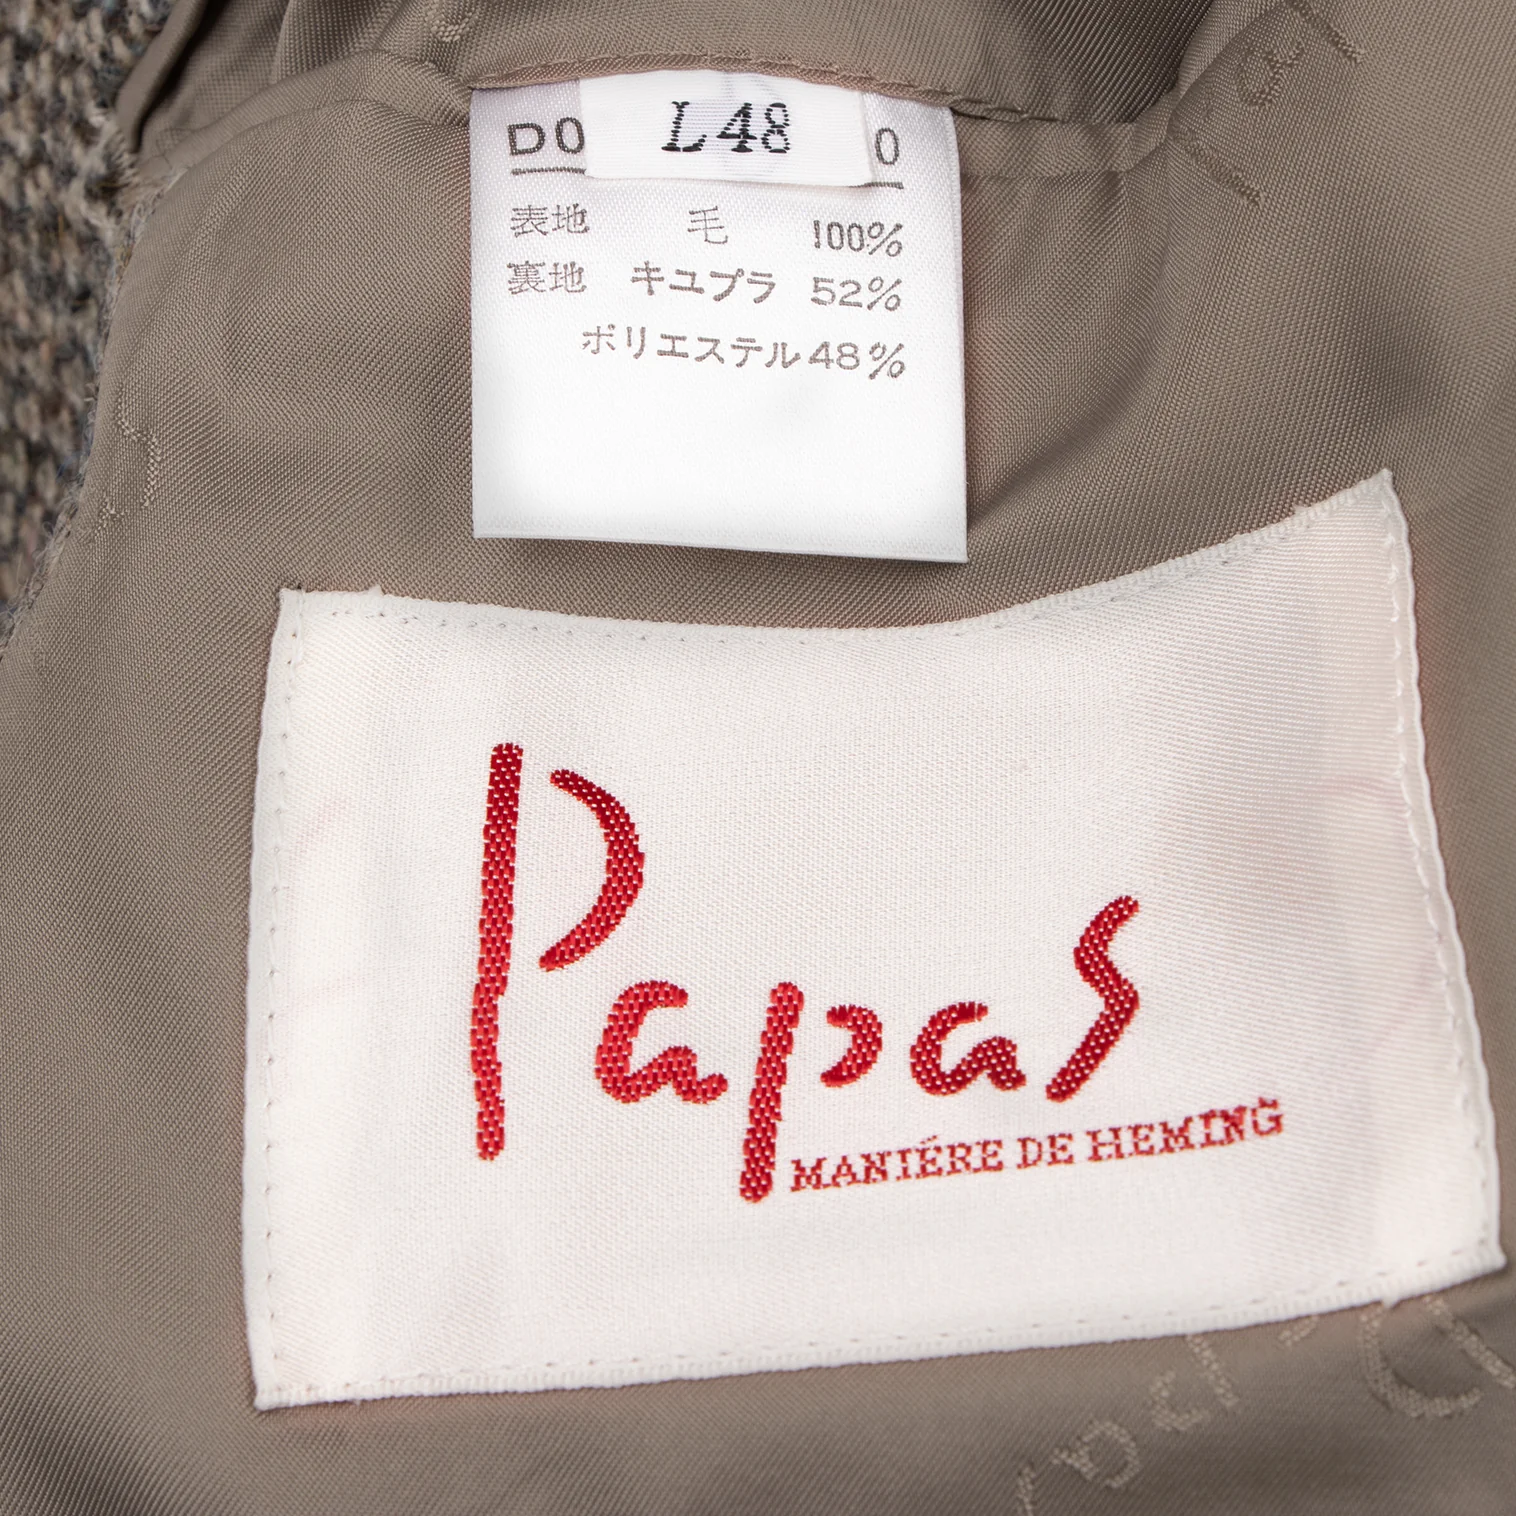 L48
D0 0
表地 毛 100%
裏地 キュプラ 52%
ポリエステル 48%
Papas
MANIÉRE DE HEMING